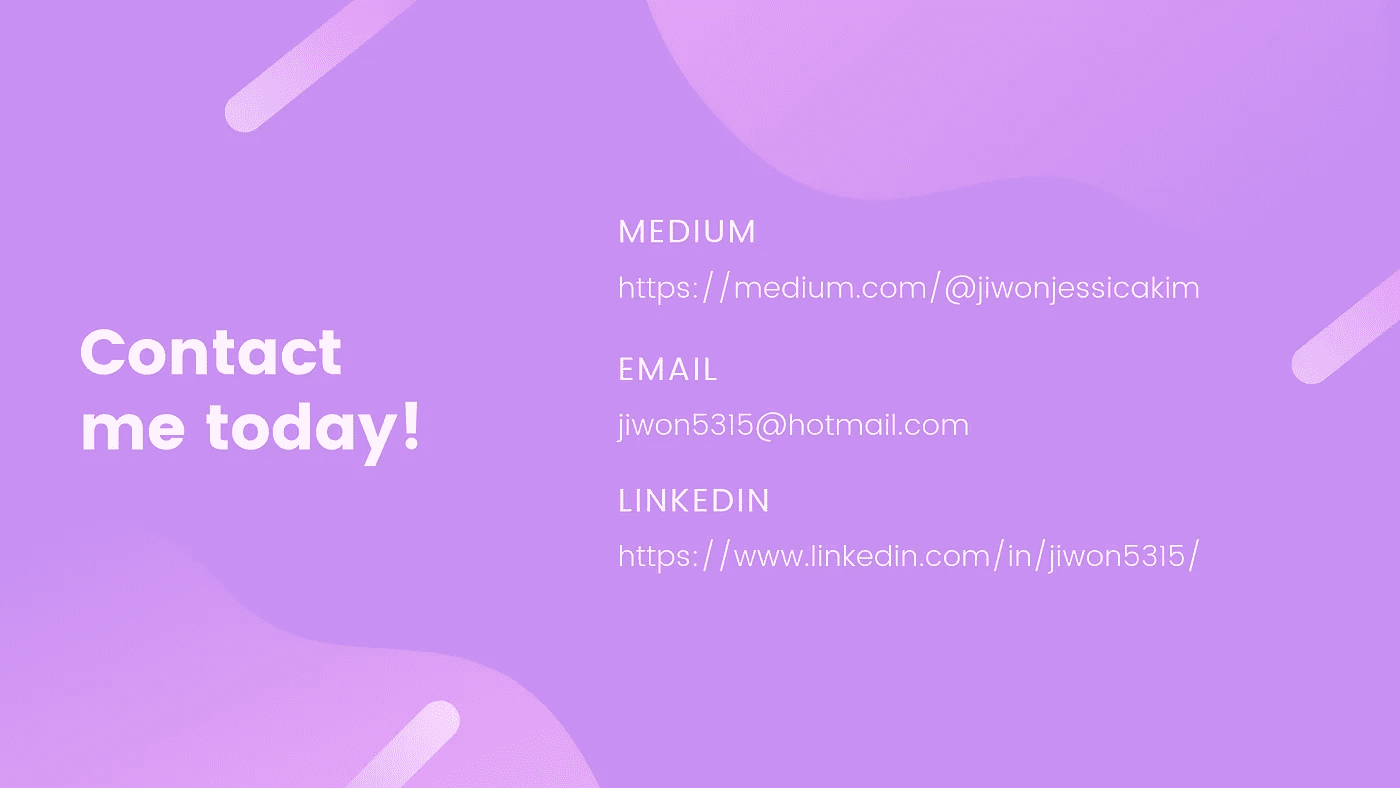 Contact
me today!
MEDIUM
https://medium.com/@jiwonjessicakim
EMAIL
jiwon5315@hotmail.com
LINKEDIN
https://www.linkedin.com/in/jiwon5315/